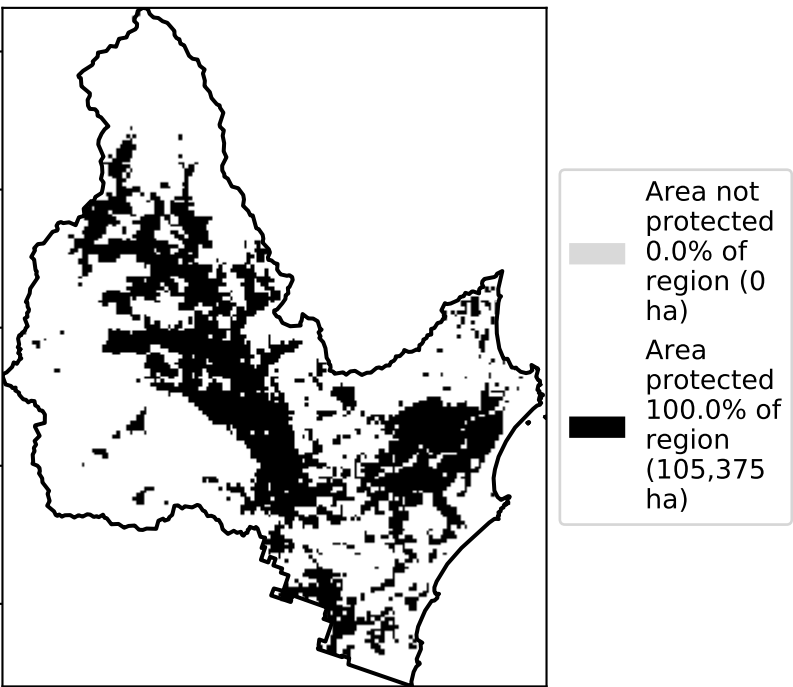 Area not
protected
0.0% of
region (0
ha)
Area
protected
100.0% of
region
(105,375
ha)